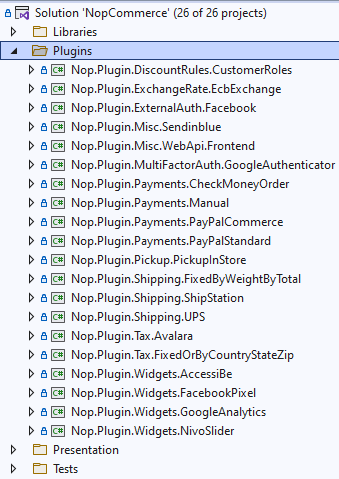 Solution 'NopCommerce' (26 of 26 projects)
Libraries
Plugins
C# Nop.Plugin.DiscountRules.CustomerRoles
C# Nop.Plugin.ExchangeRate.EcbExchange
C# Nop.Plugin.ExternalAuth.Facebook
C# Nop.Plugin.Misc.Sendinblue
C# Nop.Plugin.Misc.WebApi.Frontend
C# Nop.Plugin.MultiFactorAuth.GoogleAuthenticator
C# Nop.Plugin.Payments.CheckMoneyOrder
C# Nop.Plugin.Payments.Manual
C# Nop.Plugin.Payments.PayPalCommerce
C# Nop.Plugin.Payments.PayPalStandard
C# Nop.Plugin.Pickup.PickupInStore
C# Nop.Plugin.Shipping.FixedByWeightByTotal
C# Nop.Plugin.Shipping.ShipStation
C# Nop.Plugin.Shipping.UPS
C# Nop.Plugin.Tax.Avalara
C# Nop.Plugin.Tax.FixedOrByCountryStateZip
C# Nop.Plugin.Widgets.AccessiBe
C# Nop.Plugin.Widgets.FacebookPixel
C# Nop.Plugin.Widgets.GoogleAnalytics
C# Nop.Plugin.Widgets.NivoSlider
Presentation
Tests